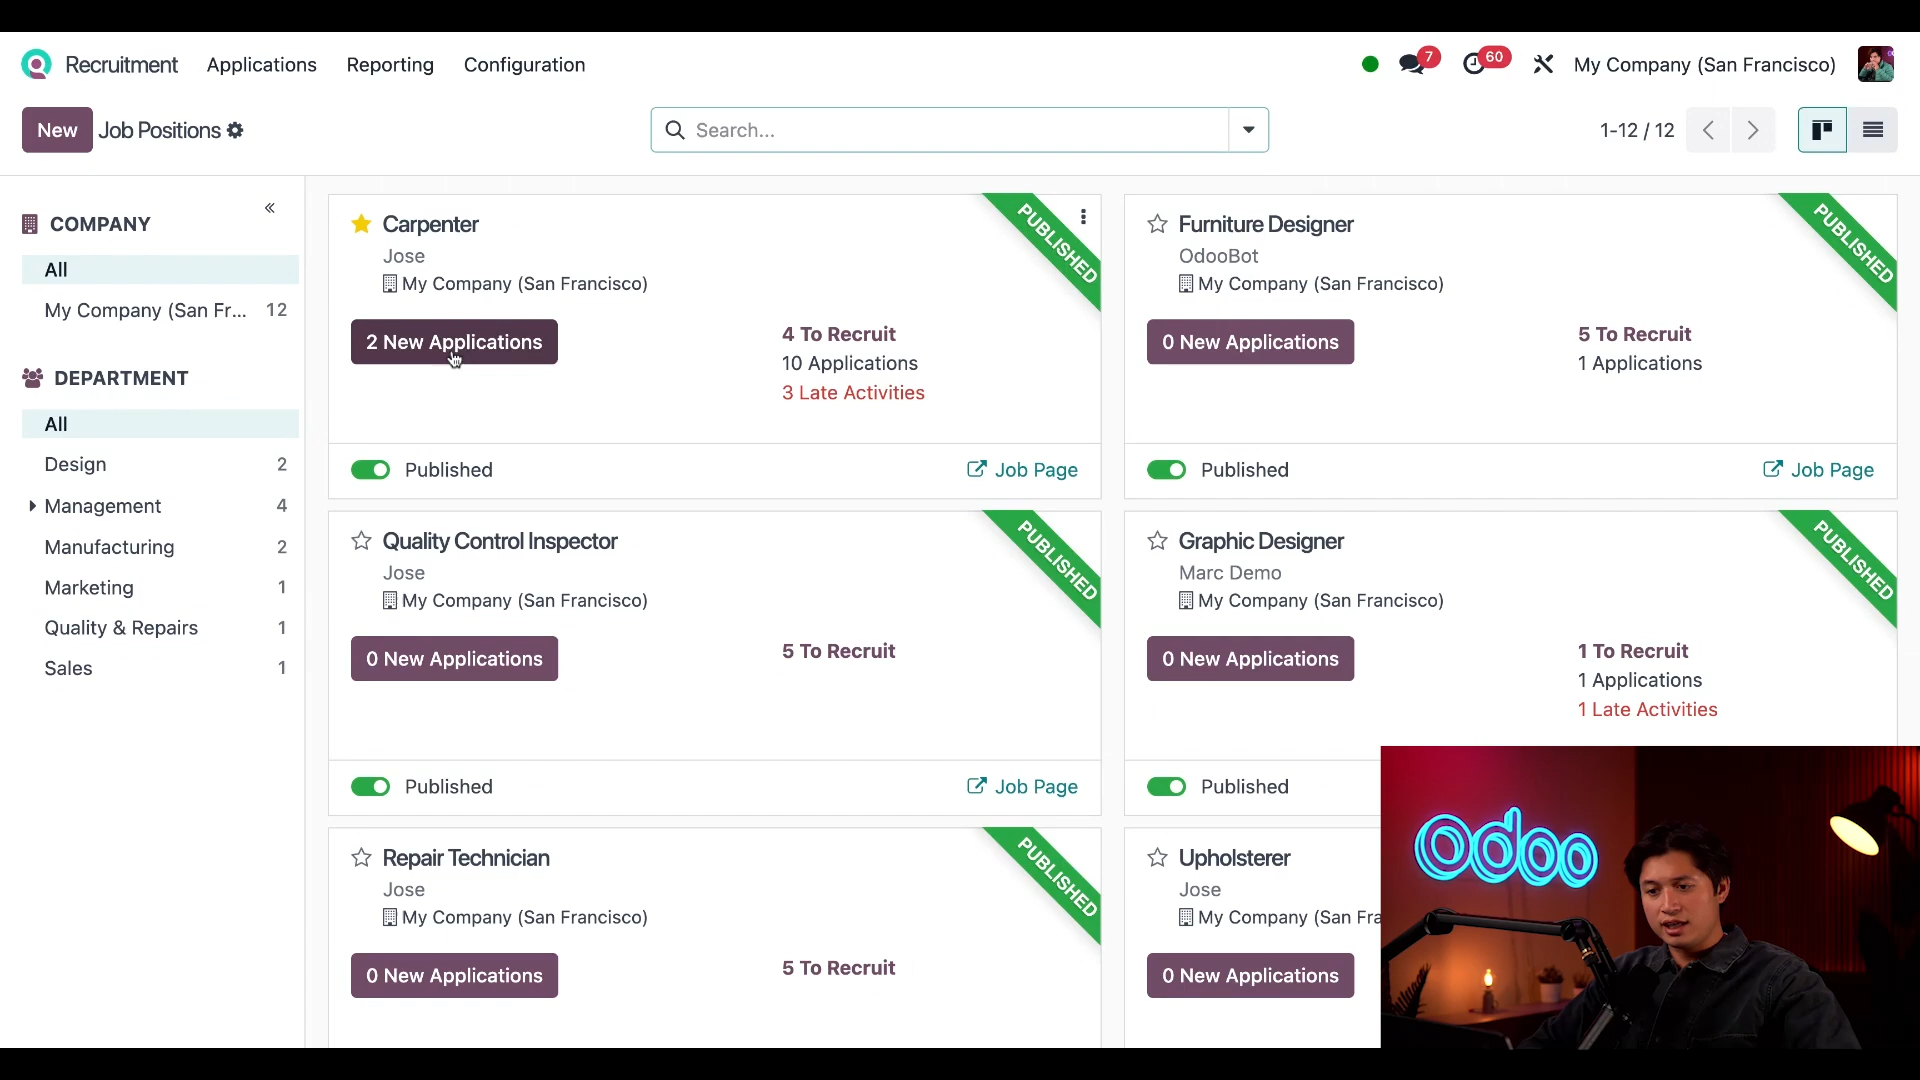 Recruitment Applications Reporting Configuration 7 60 My Company (San Francisco)
New Job Positions Search... 1-12 / 12
COMPANY
All
My Company (San Fr... 12
DEPARTMENT
All
Design 2
Management 4
Manufacturing 2
Marketing 1
Quality & Repairs 1
Sales 1
Carpenter
Jose
My Company (San Francisco)
PUBLISHED
2 New Applications
4 To Recruit
10 Applications
3 Late Activities
Published Job Page
Furniture Designer
OdooBot
My Company (San Francisco)
PUBLISHED
0 New Applications
5 To Recruit
1 Applications
Published Job Page
Quality Control Inspector
Jose
My Company (San Francisco)
PUBLISHED
0 New Applications
5 To Recruit
Published Job Page
Graphic Designer
Marc Demo
My Company (San Francisco)
PUBLISHED
0 New Applications
1 To Recruit
1 Applications
1 Late Activities
Published
Repair Technician
Jose
My Company (San Francisco)
PUBLISHED
0 New Applications
5 To Recruit
Upholsterer
Jose
My Company (San Fra
0 New Applications
odoo